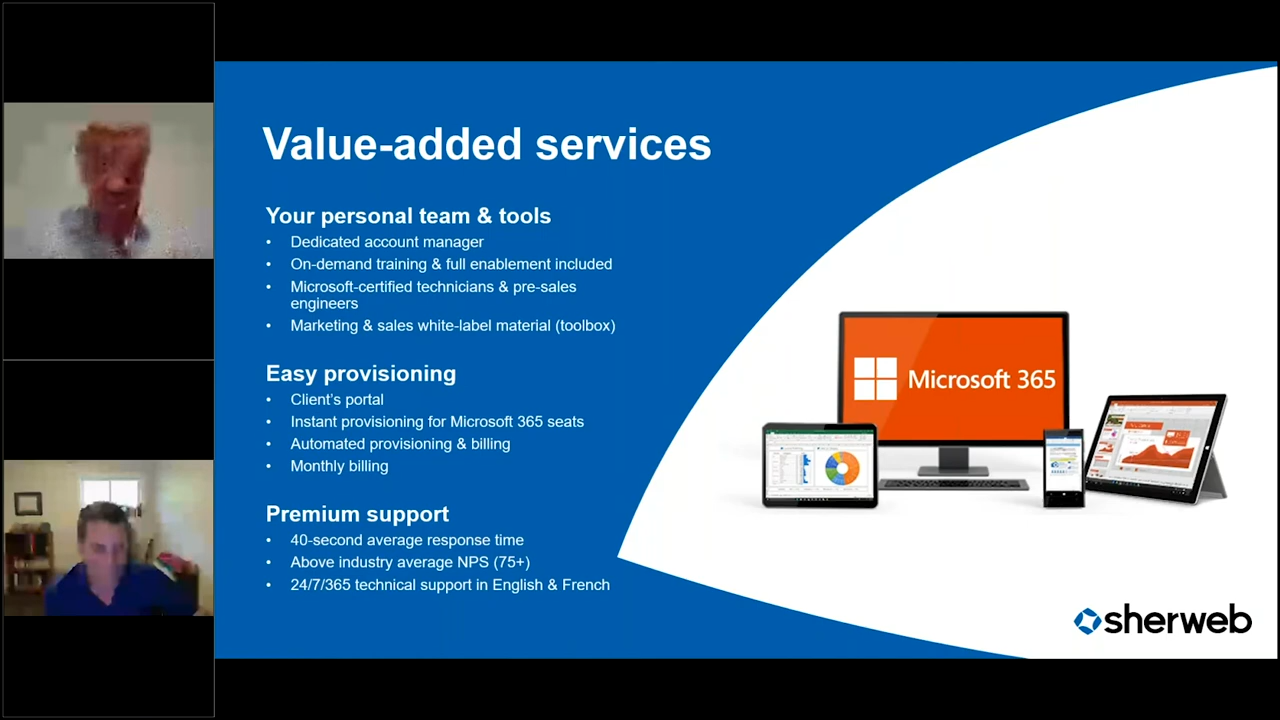 Value-added services
Your personal team & tools
• Dedicated account manager
• On-demand training & full enablement included
• Microsoft-certified technicians & pre-sales
engineers
• Marketing & sales white-label material (toolbox)
Easy provisioning
• Client's portal
• Instant provisioning for Microsoft 365 seats
• Automated provisioning & billing
• Monthly billing
Premium support
• 40-second average response time
• Above industry average NPS (75+)
• 24/7/365 technical support in English & French
Microsoft 365
sherweb